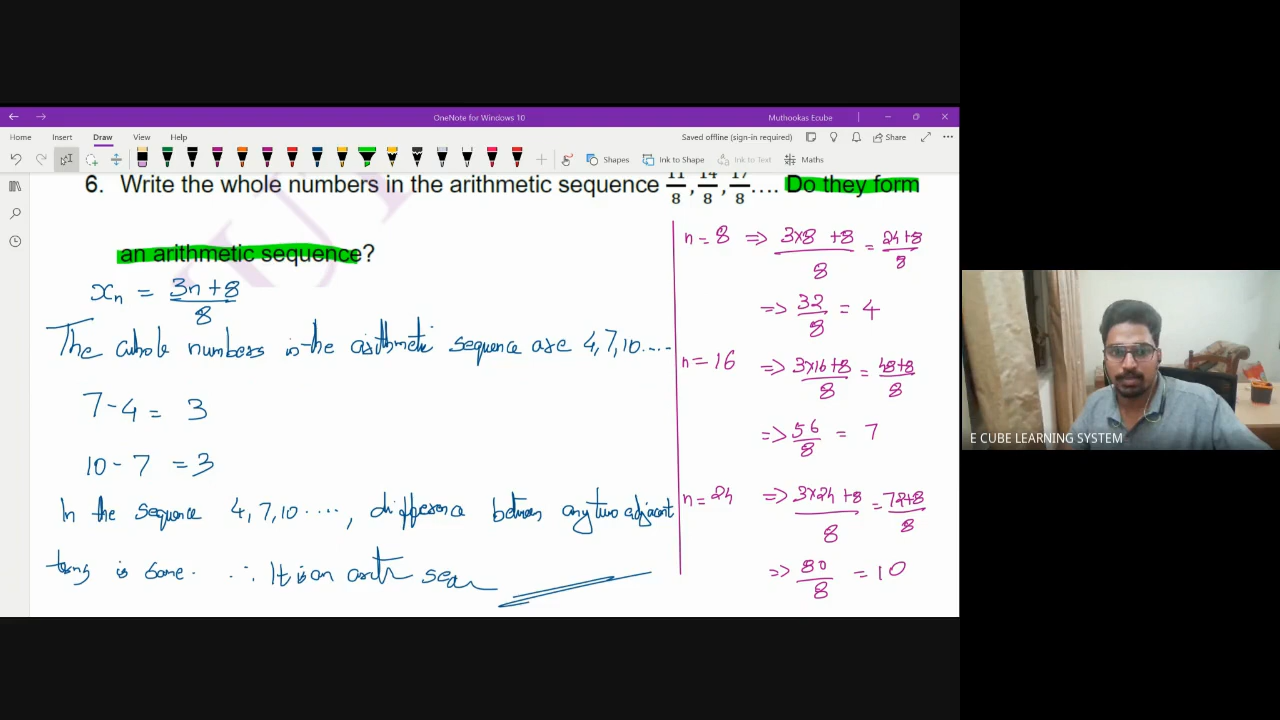 OneNote for Windows 10
Muthookas Ecube
Home Insert Draw View Help
Saved offline (sign-in required)
Share
Shapes
Ink to Shape
Ink to Text
Maths
6. Write the whole numbers in the arithmetic sequence 11/8, 14/8, 17/8.... Do they form
an arithmetic sequence?
xₙ = 3n+8/8
The whole numbers in the arithmetic sequence are 4, 7, 10.....
7-4 = 3
10-7 = 3
In the sequence 4, 7, 10 ....., difference between any two adjacent
terms is same. ∴ It is an arith seq
n = 8 => 3×8 +8/8 = 24+8/8
=> 32/8 = 4
n = 16 => 3×16+8/8 = 48+8/8
=> 56/8 = 7
n = 24 => 3×24 +8/8 = 72+8/8
=> 80/8 = 10
E CUBE LEARNING SYSTEM